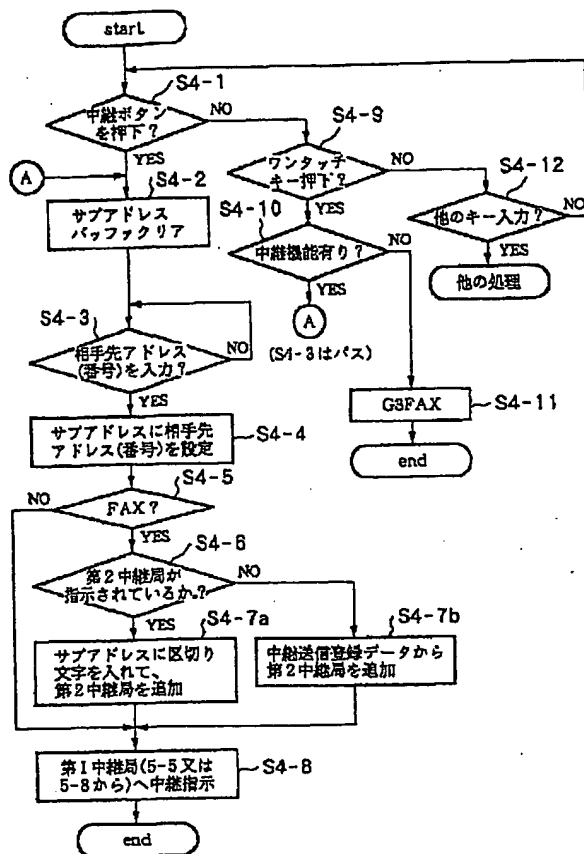 start
S4-1
中継ボタン
を押下？
NO
YES
A
S4-2
サブアドレス
バッファクリア
S4-3
相手先アドレス
(番号)を入力？
NO
YES
サブアドレスに相手先
アドレス(番号)を設定
S4-4
S4-5
FAX？
NO
YES
S4-6
第2中継局が
指示されているか？
NO
YES
S4-7a
サブアドレスに区切り
文字を入れて、
第2中継局を追加
S4-7b
中継送信登録データから
第2中継局を追加
第1中継局(5-5又は
5-8から)へ中継指示
S4-8
end
S4-9
ワンタッチ
キー押下？
NO
YES
S4-10
中継機能有り？
NO
YES
A
(S4-3はパス)
G3FAX
S4-11
end
S4-12
他のキー入力？
NO
YES
他の処理